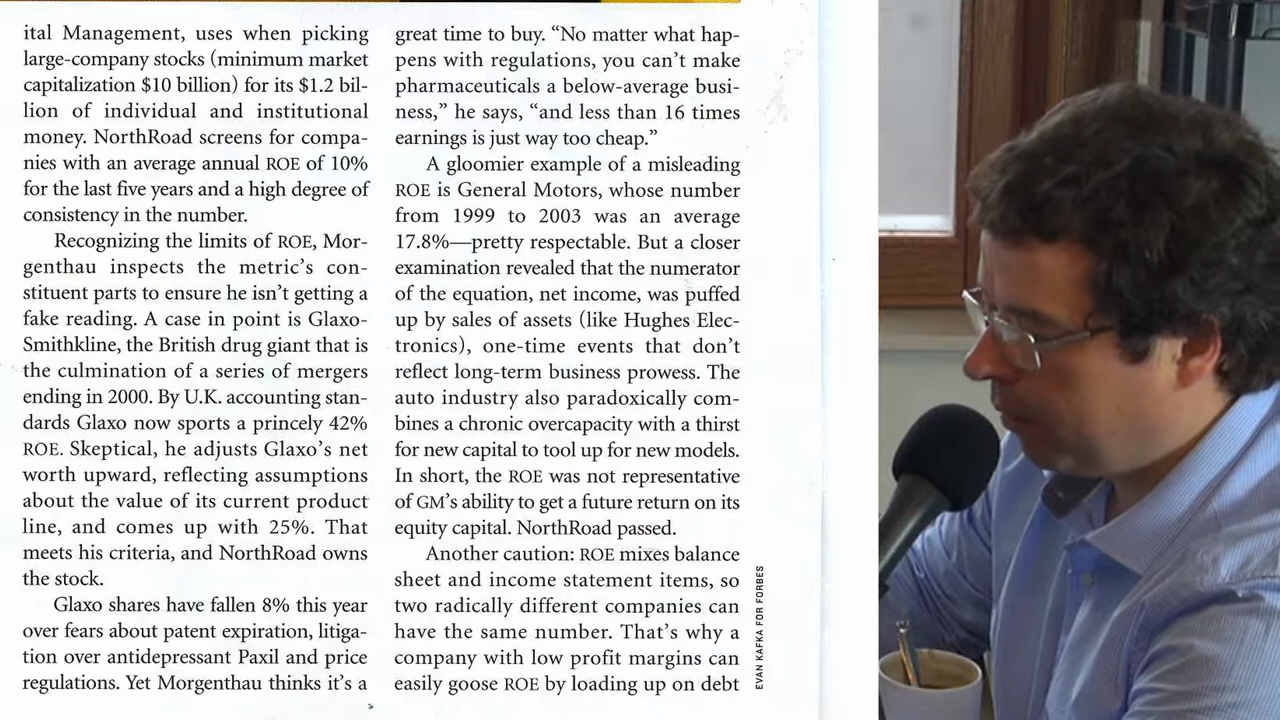 ital Management, uses when picking
large-company stocks (minimum market
capitalization $10 billion) for its $1.2 bil-
lion of individual and institutional
money. NorthRoad screens for compa-
nies with an average annual ROE of 10%
for the last five years and a high degree of
consistency in the number.
Recognizing the limits of ROE, Mor-
genthau inspects the metric's con-
stituent parts to ensure he isn't getting a
fake reading. A case in point is Glaxo-
Smithkline, the British drug giant that is
the culmination of a series of mergers
ending in 2000. By U.K. accounting stan-
dards Glaxo now sports a princely 42%
ROE. Skeptical, he adjusts Glaxo's net
worth upward, reflecting assumptions
about the value of its current product
line, and comes up with 25%. That
meets his criteria, and NorthRoad owns
the stock.
Glaxo shares have fallen 8% this year
over fears about patent expiration, litiga-
tion over antidepressant Paxil and price
regulations. Yet Morgenthau thinks it's a
great time to buy. “No matter what hap-
pens with regulations, you can't make
pharmaceuticals a below-average busi-
ness,” he says, “and less than 16 times
earnings is just way too cheap.”
A gloomier example of a misleading
ROE is General Motors, whose number
from 1999 to 2003 was an average
17.8%—pretty respectable. But a closer
examination revealed that the numerator
of the equation, net income, was puffed
up by sales of assets (like Hughes Elec-
tronics), one-time events that don't
reflect long-term business prowess. The
auto industry also paradoxically com-
bines a chronic overcapacity with a thirst
for new capital to tool up for new models.
In short, the ROE was not representative
of GM's ability to get a future return on its
equity capital. NorthRoad passed.
Another caution: ROE mixes balance
sheet and income statement items, so
two radically different companies can
have the same number. That's why a
company with low profit margins can
easily goose ROE by loading up on debt
EVAN KAFKA FOR FORBES